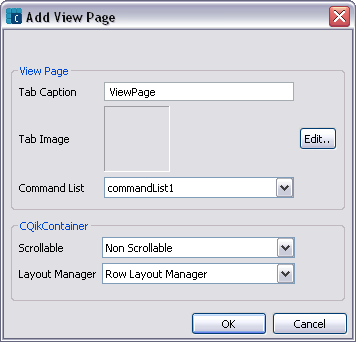 Add View Page
View Page
Tab Caption ViewPage
Tab Image
Edit..
Command List commandList1
CQikContainer
Scrollable Non Scrollable
Layout Manager Row Layout Manager
OK Cancel